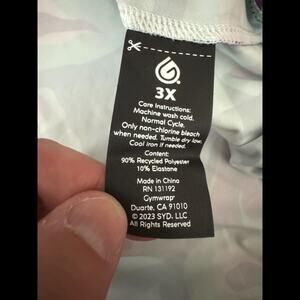 3X
Care Instructions:
Machine wash cold.
Normal Cycle.
Only non-chlorine bleach
when needed. Tumble dry low.
Cool Iron if needed.
Content:
90% Recycled Polyester
10% Elastane
Made in China
RN 131192
Gymwrap®
Duarte, CA 91010
© 2023 SYD, LLC
All Rights Reserved